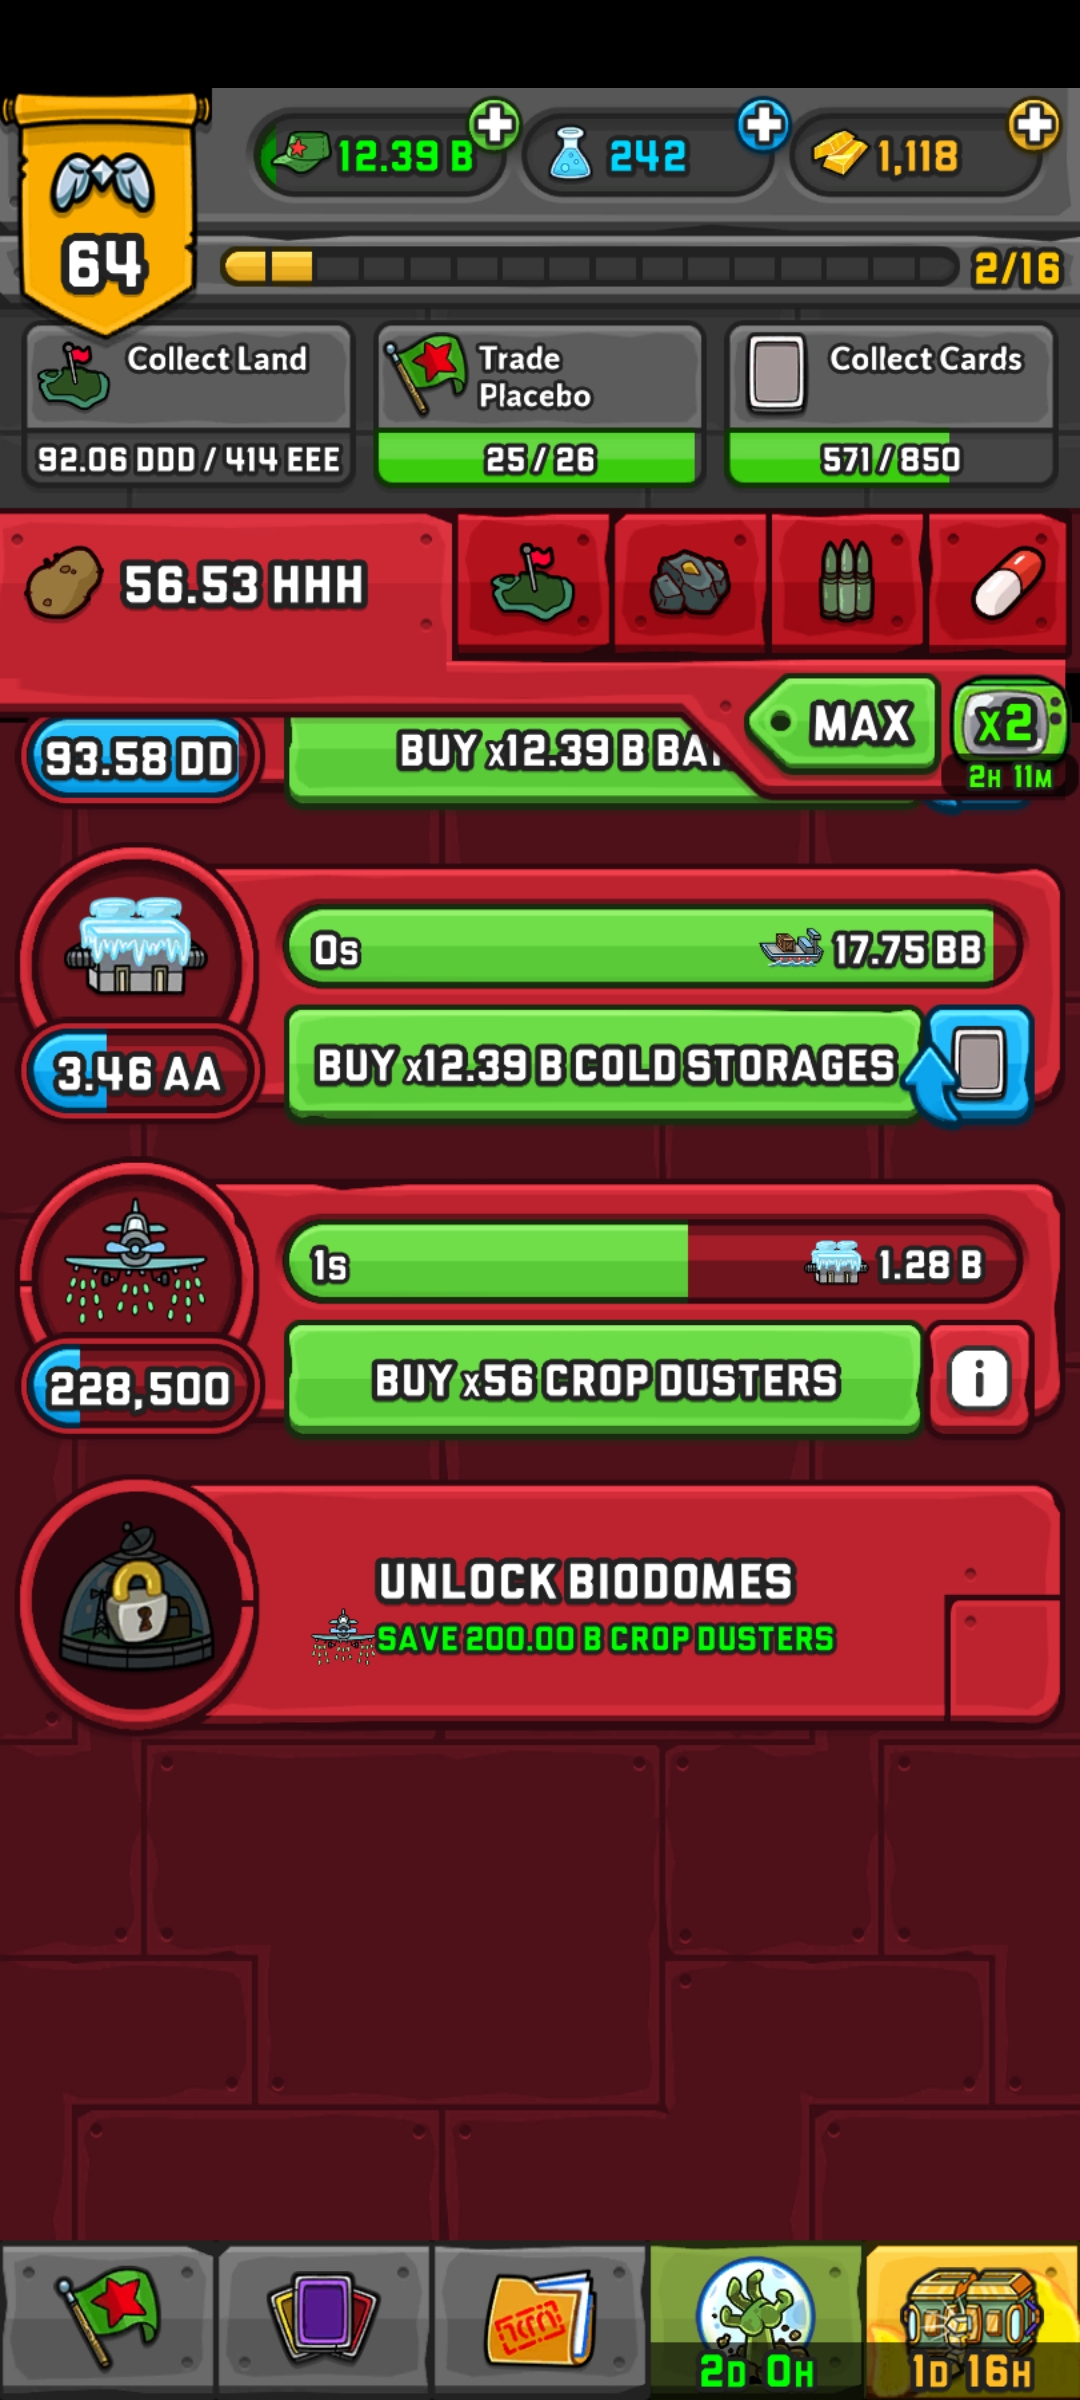 12.39 B
242
1,118
64
2/16
Collect Land
92.06 DDD / 414 EEE
Trade
Placebo
25 / 26
Collect Cards
571 / 850
56.53 HHH
MAX
x2
2H 11M
93.58 DD
BUY x12.39 B
0s
17.75 BB
3.46 AA
BUY x12.39 B COLD STORAGES
1s
1.28 B
228,500
BUY x56 CROP DUSTERS
i
UNLOCK BIODOMES
SAVE 200.00 B CROP DUSTERS
2D 0H
1D 16H